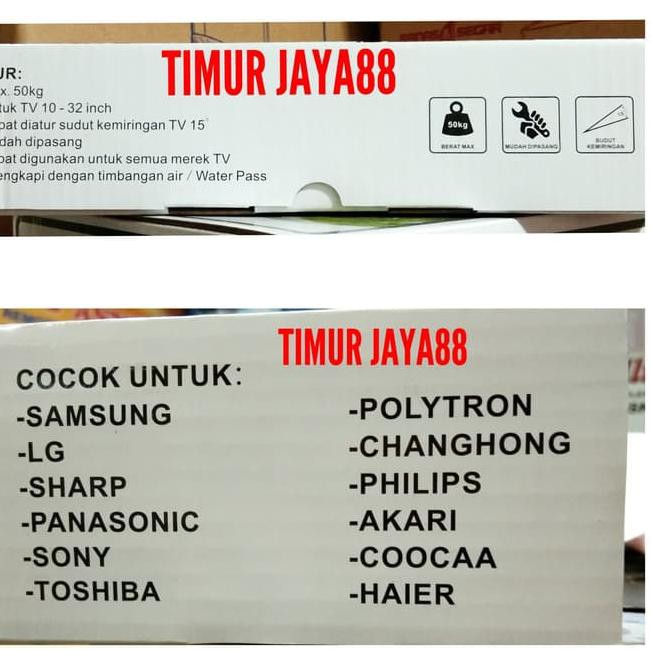 TIMUR JAYA88
UR:
x. 50kg
tuk TV 10 - 32 inch
pat diatur sudut kemiringan TV 15°
dah dipasang
pat digunakan untuk semua merek TV
engkapi dengan timbangan air / Water Pass
50kg
BERAT MAX
MUDAH DIPASANG
15°
SUDUT
KEMIRINGAN
TIMUR JAYA88
COCOK UNTUK:
-SAMSUNG
-LG
-SHARP
-PANASONIC
-SONY
-TOSHIBA
-POLYTRON
-CHANGHONG
-PHILIPS
-AKARI
-COOCAA
-HAIER